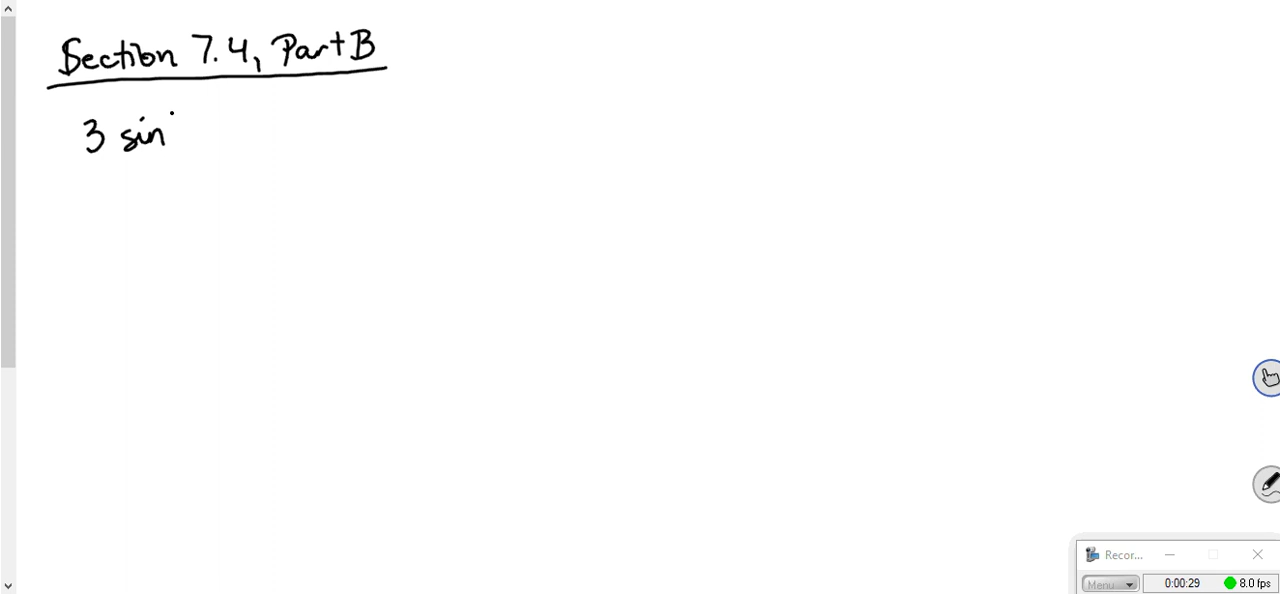 Section 7.4, Part B
3 sin
Recor...
Menu
0:00:29
8.0 fps